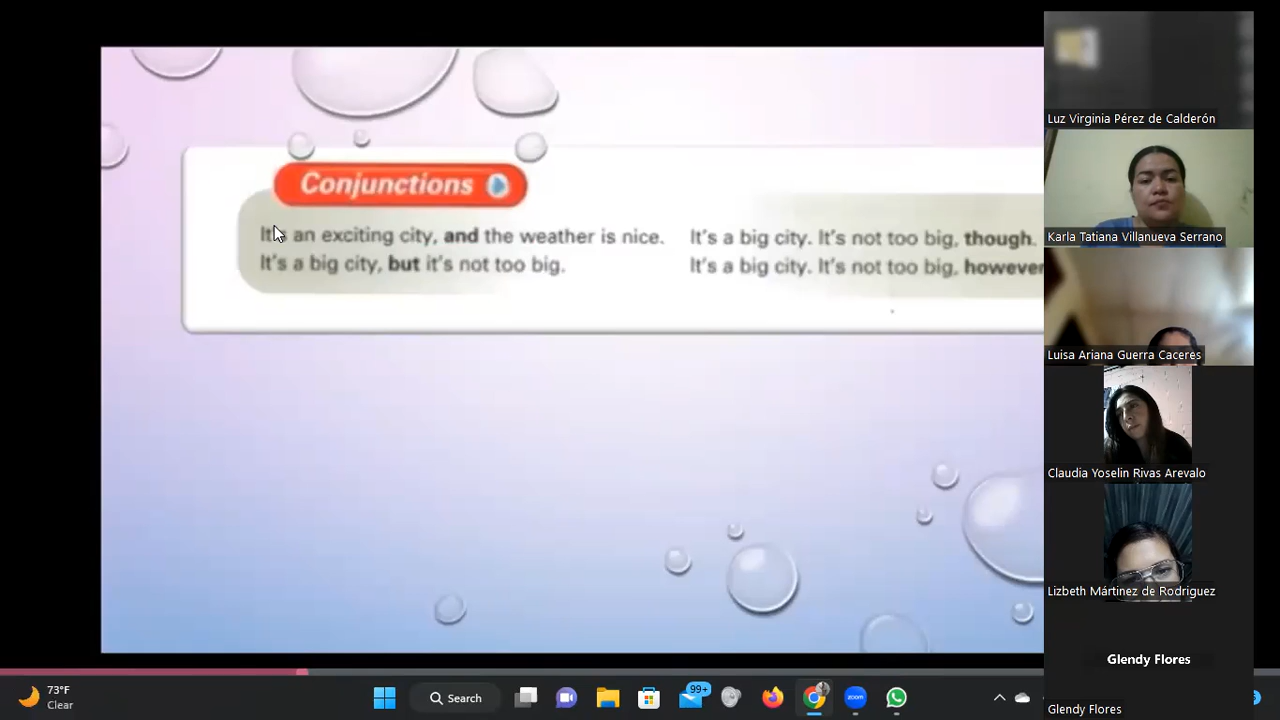 Conjunctions
It's an exciting city, and the weather is nice.
It's a big city, but it's not too big.
It's a big city. It's not too big, though.
It's a big city. It's not too big, however
Luz Virginia Pérez de Calderón
Karla Tatiana Villanueva Serrano
Luisa Ariana Guerra Caceres
Claudia Yoselin Rivas Arevalo
Lizbeth Mártinez de Rodriguez
Glendy Flores
Glendy Flores
73°F
Clear
Search
99+
zoom